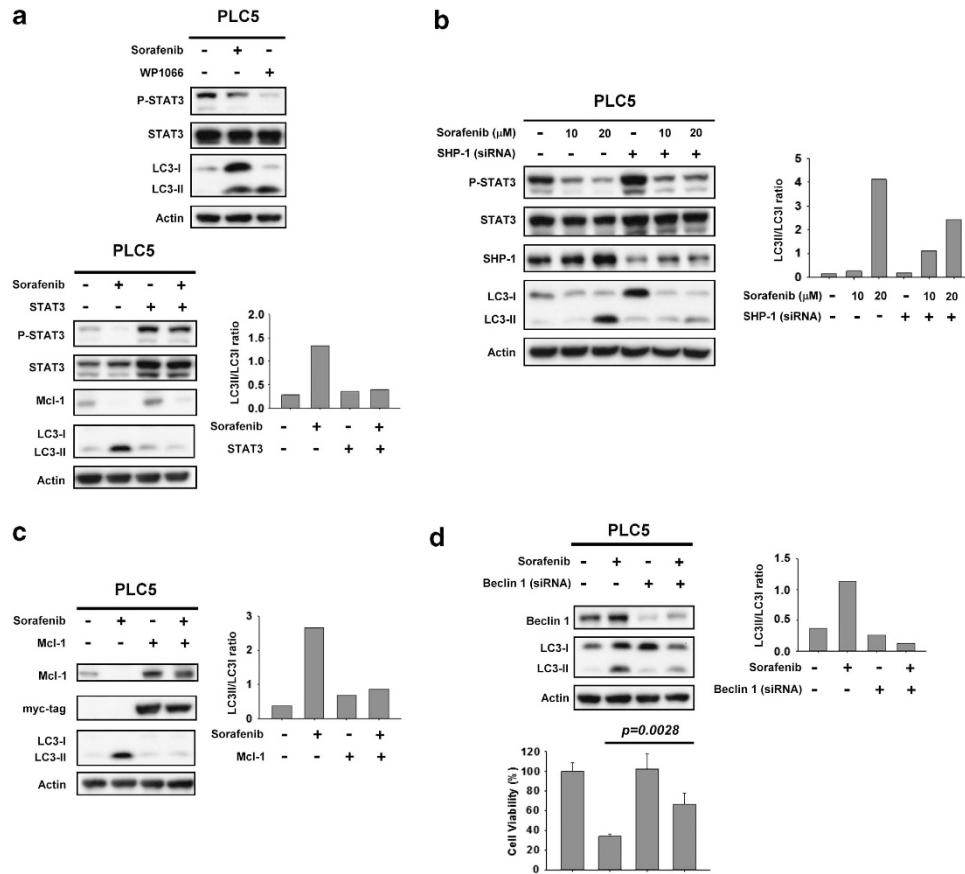 a
PLC5
Sorafenib - + -
WP1066 - - +
P-STAT3
STAT3
LC3-I
LC3-II
Actin
PLC5
Sorafenib - + - +
STAT3 - - + +
P-STAT3
STAT3
Mcl-1
LC3-I
LC3-II
Actin
LC3II/LC3I ratio
2.0
1.5
1.0
0.5
0.0
Sorafenib - + - +
STAT3 - - + +
b
PLC5
Sorafenib (μM) - 10 20 - 10 20
SHP-1 (siRNA) - - - + + +
P-STAT3
STAT3
SHP-1
LC3-I
LC3-II
Actin
LC3II/LC3I ratio
5
4
3
2
1
0
Sorafenib (μM) - 10 20 - 10 20
SHP-1 (siRNA) - - - + + +
c
PLC5
Sorafenib - + - +
Mcl-1 - - + +
Mcl-1
myc-tag
LC3-I
LC3-II
Actin
LC3II/LC3I ratio
4
3
2
1
0
Sorafenib - + - +
Mcl-1 - - + +
d
PLC5
Sorafenib - + - +
Beclin 1 (siRNA) - - + +
Beclin 1
LC3-I
LC3-II
Actin
LC3II/LC3I ratio
1.5
1.0
0.5
0.0
Sorafenib - + - +
Beclin 1 (siRNA) - - + +
p=0.0028
Cell Viability (%)
120
100
80
60
40
20
0